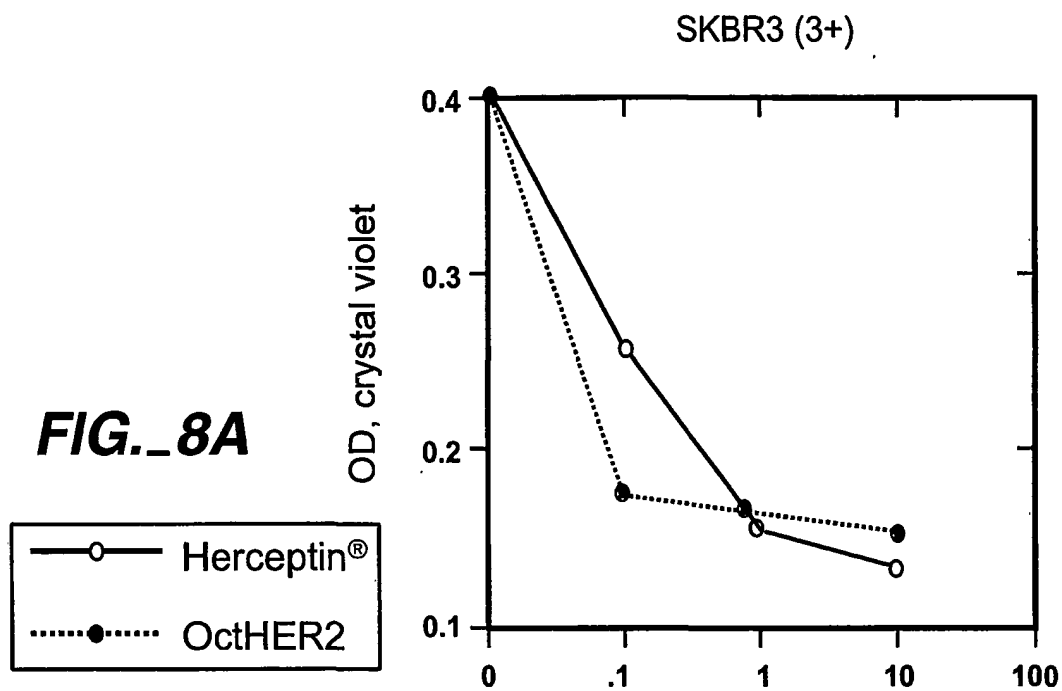 SKBR3 (3+)
OD, crystal violet
0.4
0.3
0.2
0.1
0 .1 1 10 100
FIG._8A
Herceptin®
OctHER2